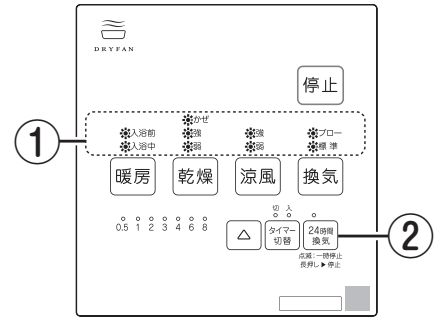 DRYFAN
停止
①
かぜ
入浴前 強 強 ブロー
入浴中 弱 弱 標準
暖房 乾燥 涼風 換気
切 入
0.5 1 2 3 4 6 8
△ タイマー切替 24時間換気
②
点滅:一時停止
長押し▶停止